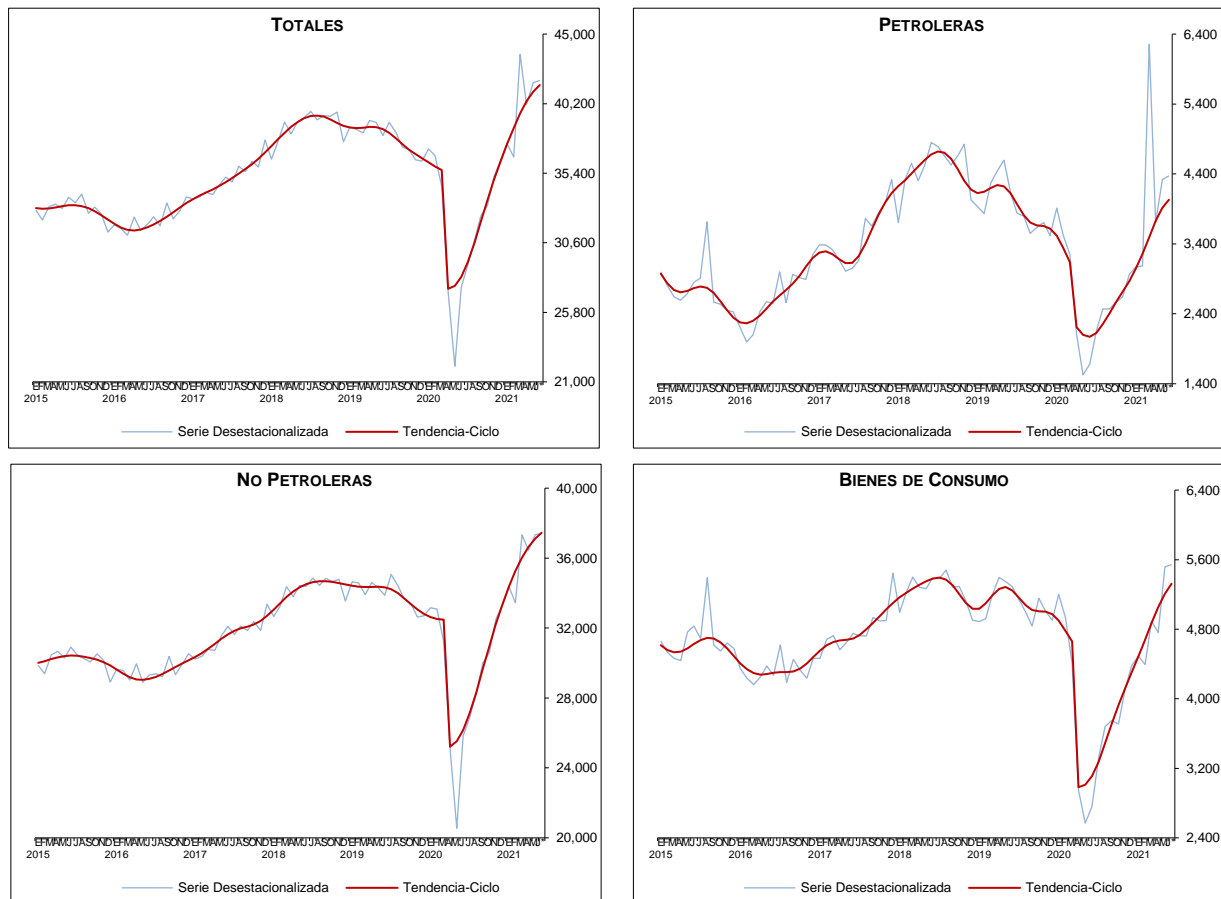 TOTALES
45,000
40,200
35,400
30,600
25,800
21,000
2015 2016 2017 2018 2019 2020 2021
Serie Desestacionalizada Tendencia-Ciclo
PETROLERAS
6,400
5,400
4,400
3,400
2,400
1,400
2015 2016 2017 2018 2019 2020 2021
Serie Desestacionalizada Tendencia-Ciclo
NO PETROLERAS
40,000
36,000
32,000
28,000
24,000
20,000
2015 2016 2017 2018 2019 2020 2021
Serie Desestacionalizada Tendencia-Ciclo
BIENES DE CONSUMO
6,400
5,600
4,800
4,000
3,200
2,400
2015 2016 2017 2018 2019 2020 2021
Serie Desestacionalizada Tendencia-Ciclo